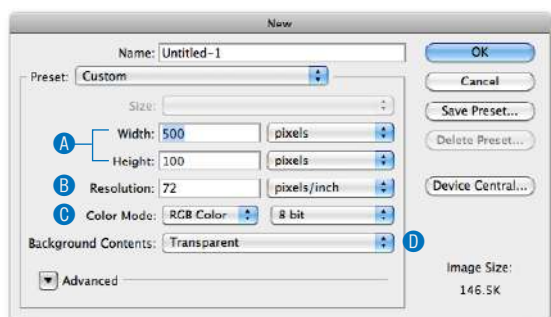 New
Name: Untitled-1
OK
Preset: Custom
Cancel
Size:
Save Preset...
A
Width: 500 pixels
Delete Preset...
Height: 100 pixels
B
Resolution: 72 pixels/inch
Device Central...
C
Color Mode: RGB Color 8 bit
Background Contents: Transparent
D
Advanced
Image Size:
146.5K